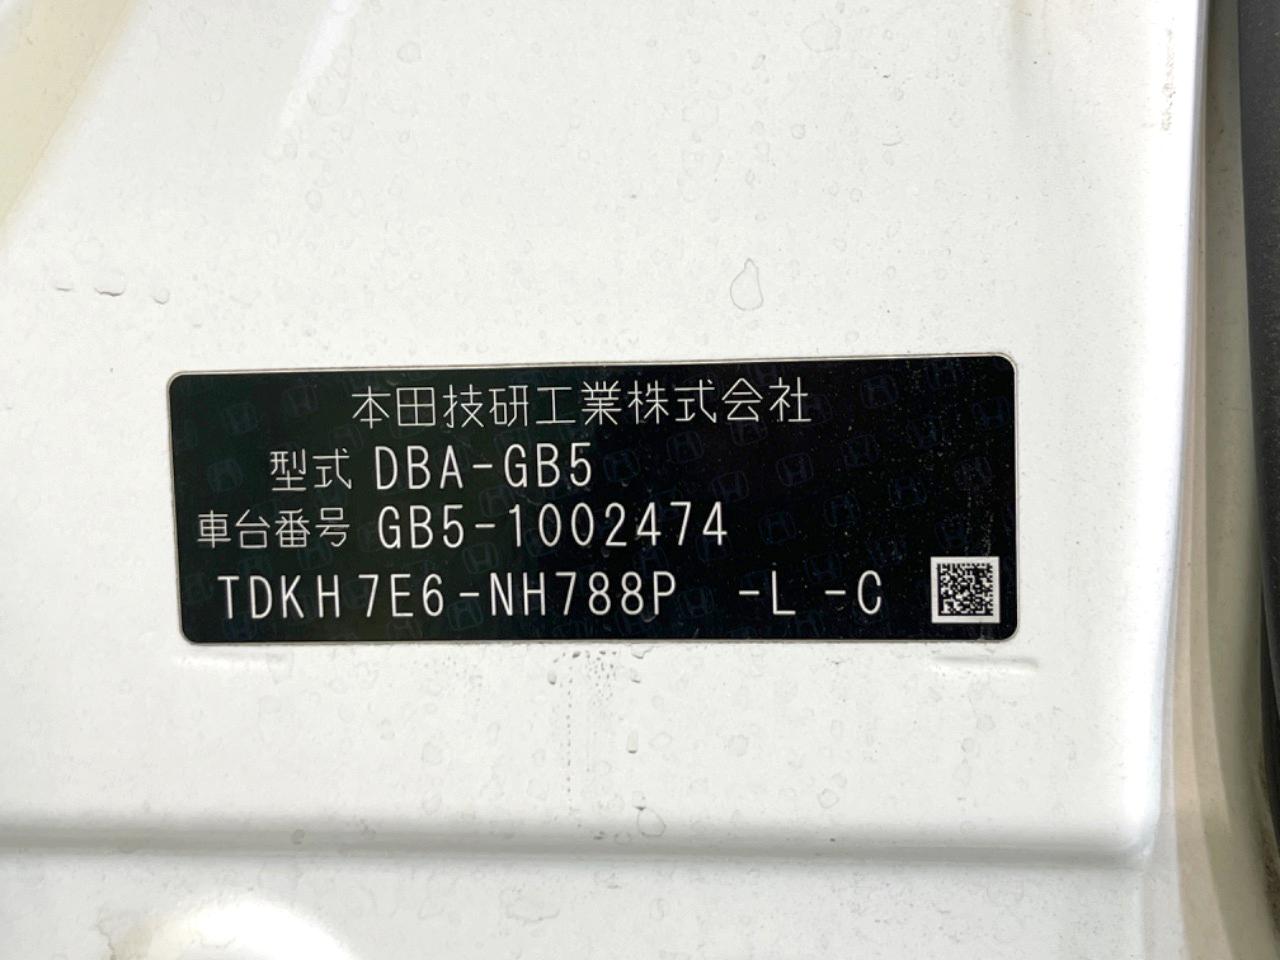 本田技研工業株式会社
型式 DBA-GB5
車台番号 GB5-1002474
TDKH7E6-NH788P -L -C